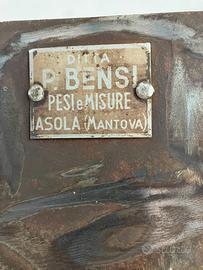 DITTA
P. BENSI
PESI e MISURE
ASOLA (MANTOVA)